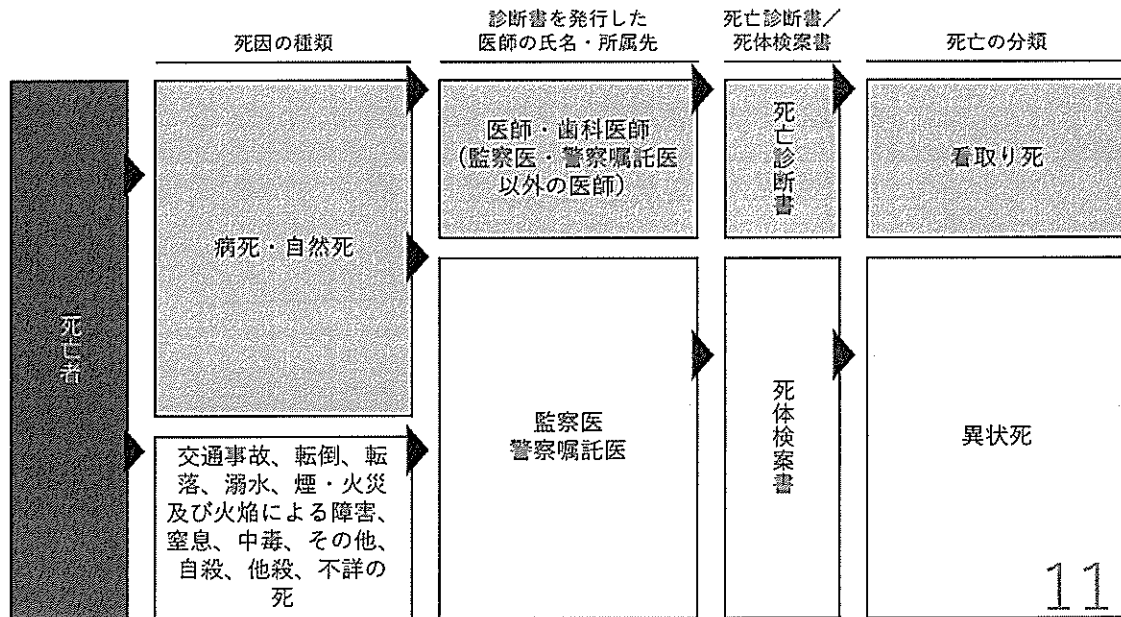 死因の種類
診断書を発行した
医師の氏名・所属先
死亡診断書／
死体検案書
死亡の分類
死亡者
病死・自然死
医師・歯科医師
（監察医・警察嘱託医
以外の医師）
死亡診断書
看取り死
交通事故、転倒、転
落、溺水、煙・火災
及び火焔による障害、
窒息、中毒、その他、
自殺、他殺、不詳の
死
監察医
警察嘱託医
死体検案書
異状死
11